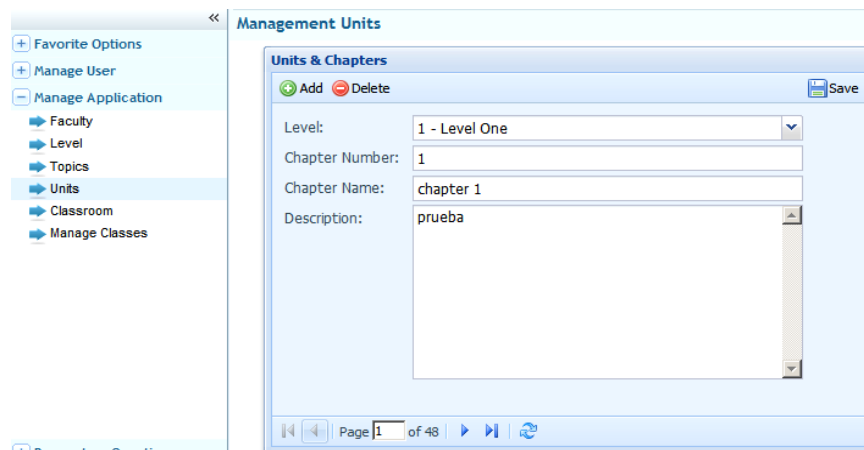 «
Management Units
Favorite Options
Manage User
Manage Application
Faculty
Level
Topics
Units
Classroom
Manage Classes
Units & Chapters
Add Delete Save
Level: 1 - Level One
Chapter Number: 1
Chapter Name: chapter 1
Description: prueba
Page 1 of 48